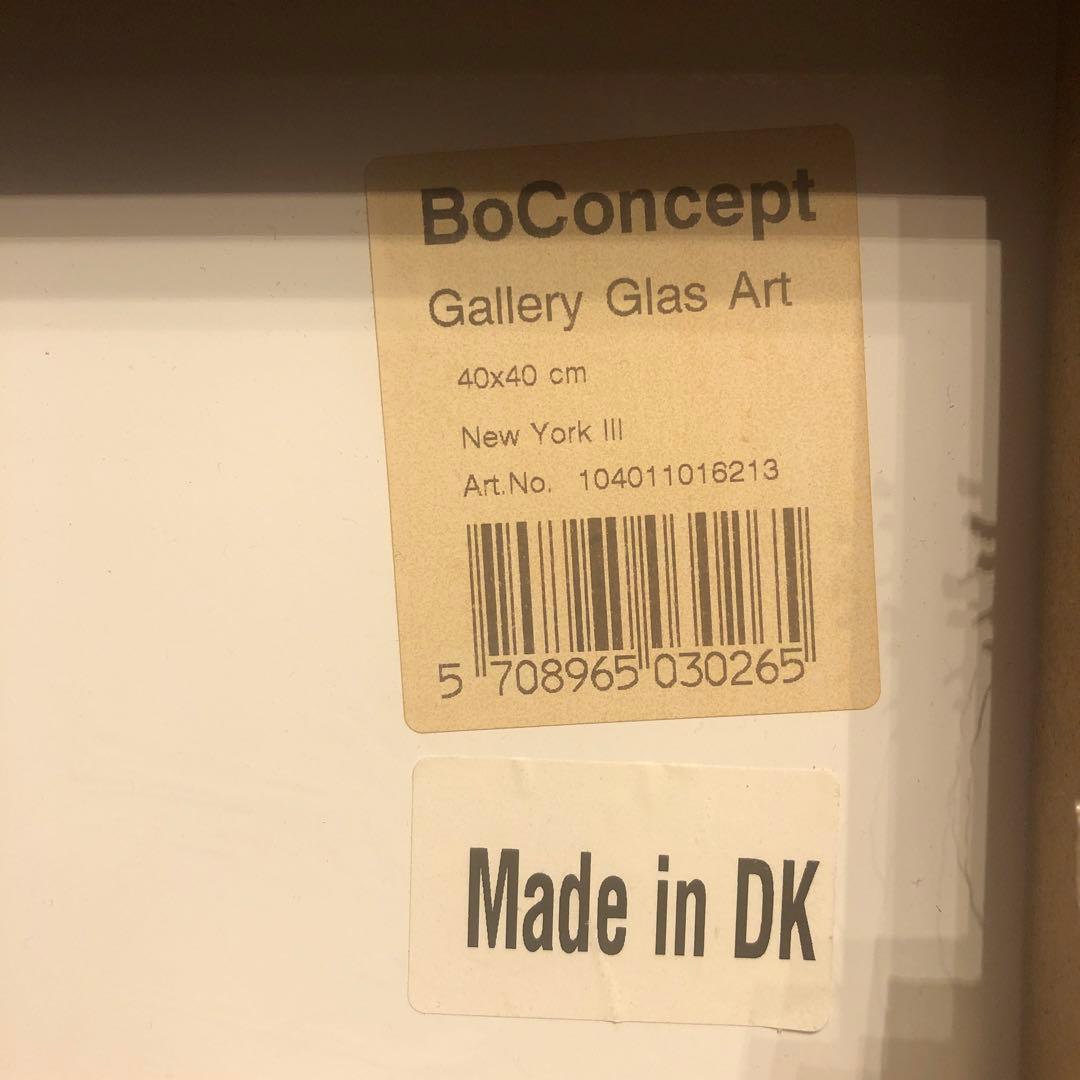 BoConcept
Gallery Glas Art
40x40 cm
New York III
Art.No. 104011016213
5 708965 030265
Made in DK